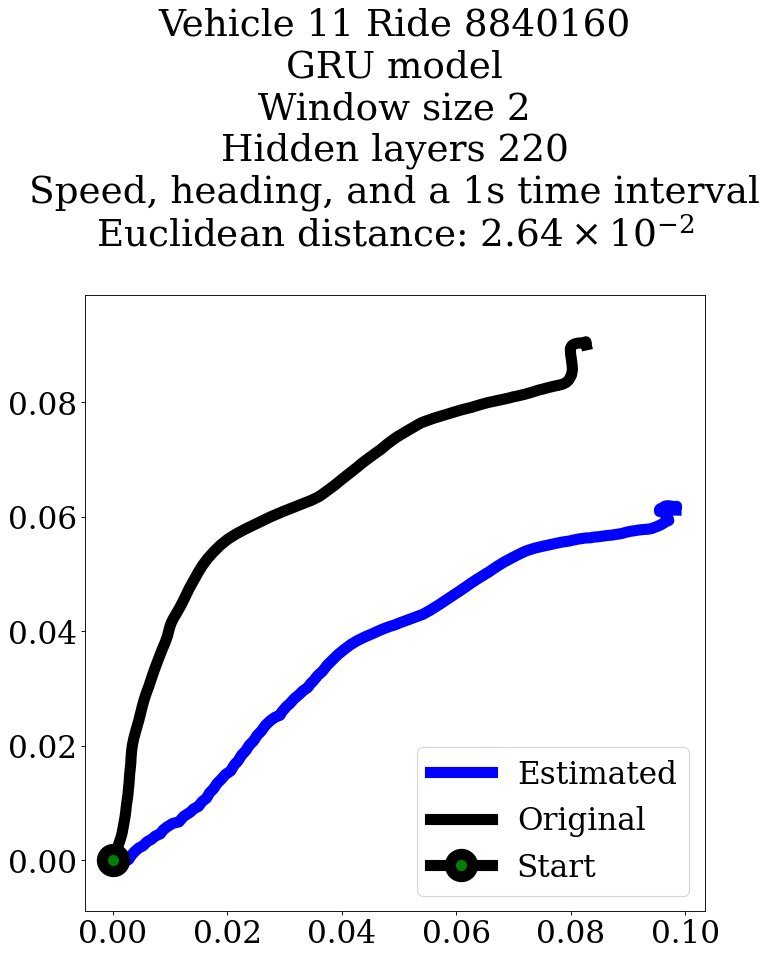 Vehicle 11 Ride 8840160
GRU model
Window size 2
Hidden layers 220
Speed, heading, and a 1s time interval
Euclidean distance: 2.64 × 10⁻²
0.08
0.06
0.04
0.02
0.00
Estimated
Original
Start
0.00 0.02 0.04 0.06 0.08 0.10